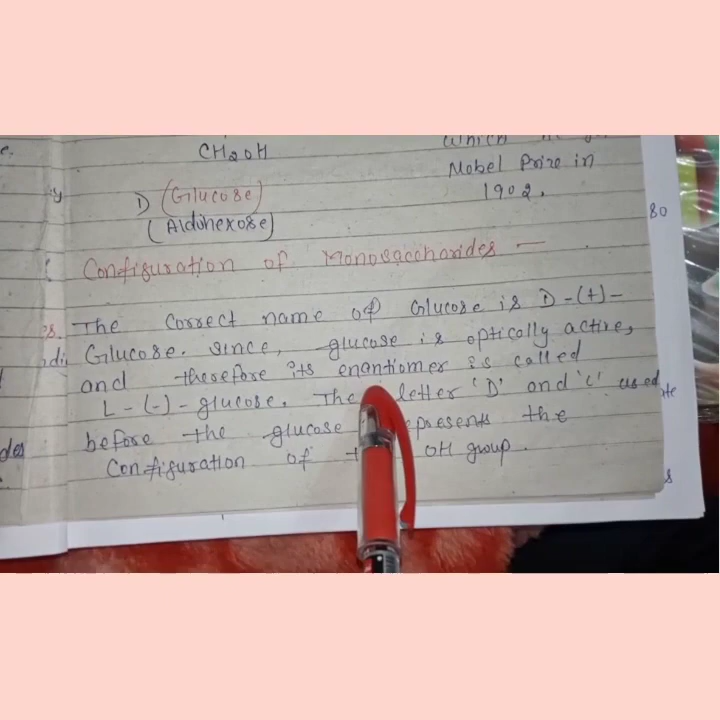 CH2OH
Nobel Prize in
1902.
D (Glucose)
(Aldohexose)
80
Configuration of Monosaccharides -
The correct name of Glucose is D-(+)-
Glucose. Since, glucose is optically active,
and therefore its enantiomer is called
L-(-)-glucose. The letter 'D' and 'L' used
before the glucose the
Configuration of OH group.